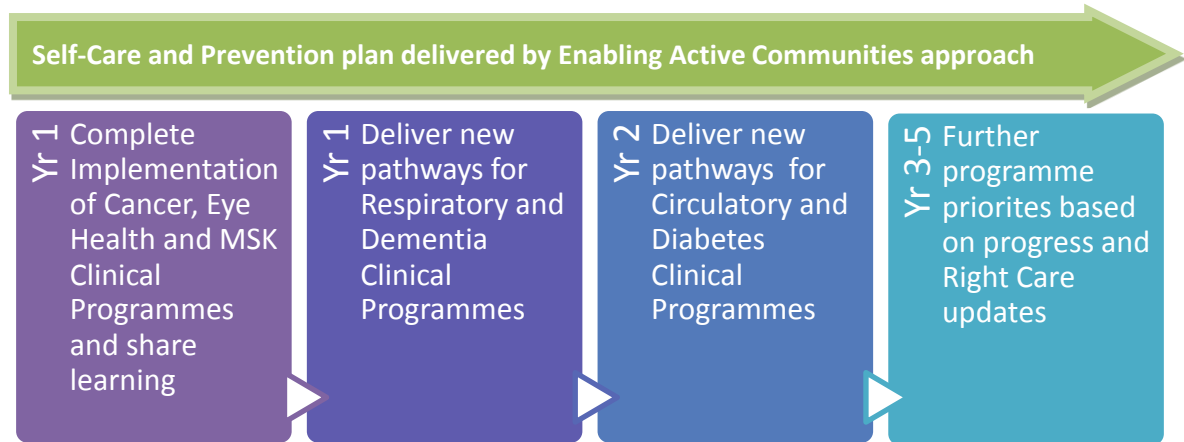 Self-Care and Prevention plan delivered by Enabling Active Communities approach
Yr 1
Complete
Implementation
of Cancer, Eye
Health and MSK
Clinical
Programmes
and share
learning
Yr 1
Deliver new
pathways for
Respiratory and
Dementia
Clinical
Programmes
Yr 2
Deliver new
pathways for
Circulatory and
Diabetes
Clinical
Programmes
Yr 3-5
Further
programme
priorites based
on progress and
Right Care
updates